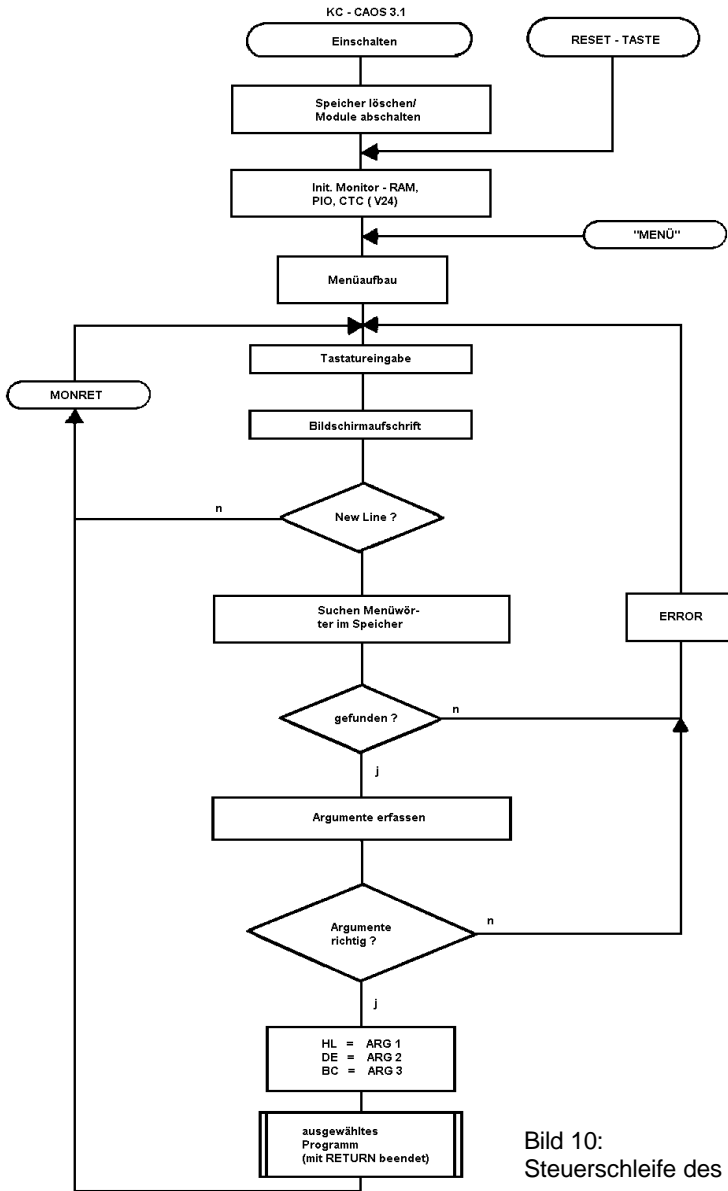 KC - CAOS 3.1
Einschalten
RESET - TASTE
Speicher löschen/
Module abschalten
Init. Monitor - RAM,
PIO, CTC ( V24)
"MENÜ"
Menüaufbau
Tastatureingabe
MONRET
Bildschirmaufschrift
n
New Line ?
Suchen Menüwör-
ter im Speicher
ERROR
gefunden ?
n
j
Argumente erfassen
Argumente
richtig ?
n
j
HL = ARG 1
DE = ARG 2
BC = ARG 3
ausgewähltes
Programm
(mit RETURN beendet)
Bild 10:
Steuerschleife des